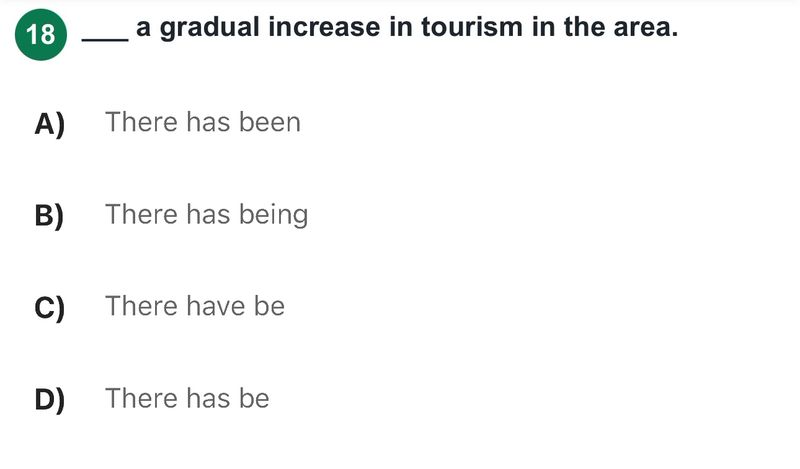 18 ___ a gradual increase in tourism in the area.
A) There has been
B) There has being
C) There have be
D) There has be